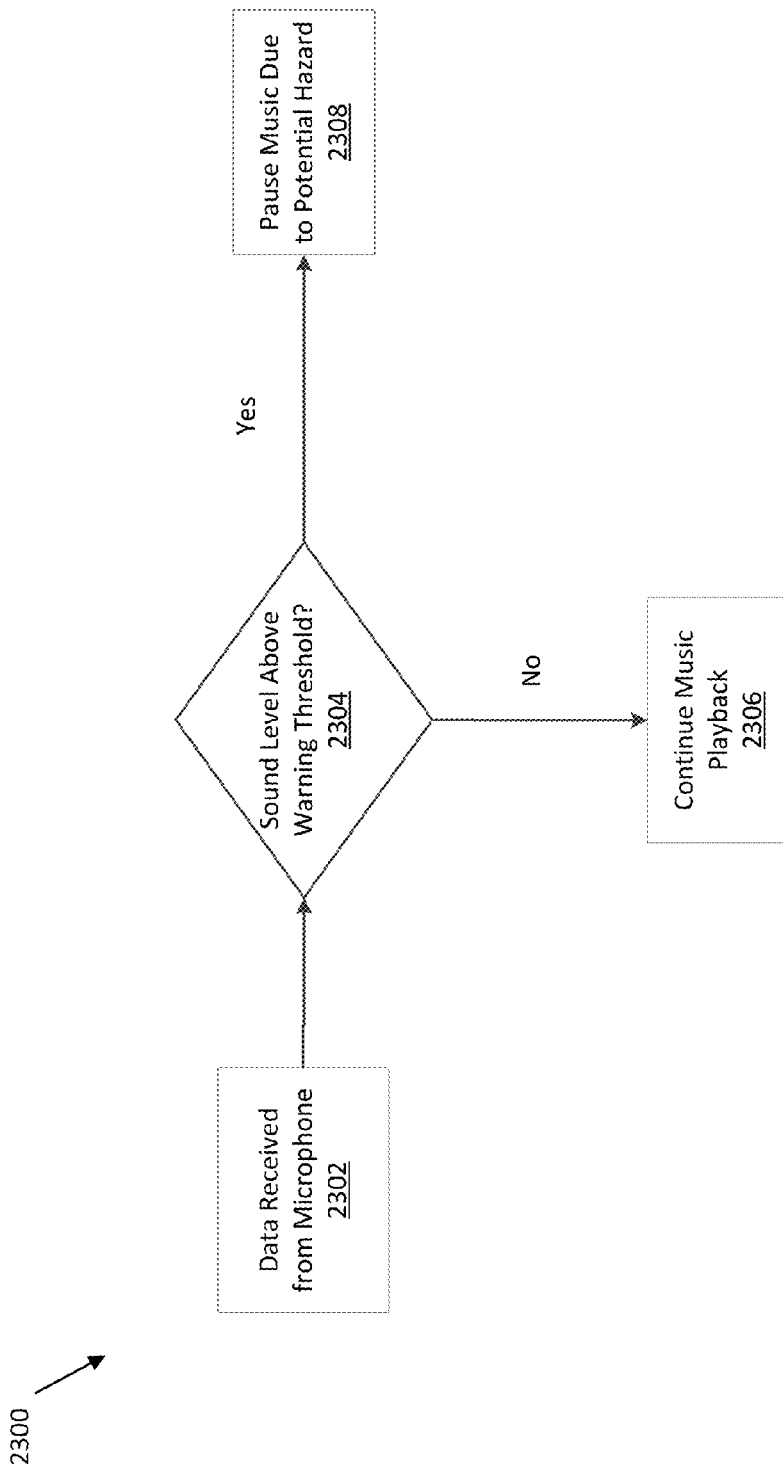 2300
Data Received
from Microphone
2302
Sound Level Above
Warning Threshold?
2304
Yes
Pause Music Due
to Potential Hazard
2308
No
Continue Music
Playback
2306